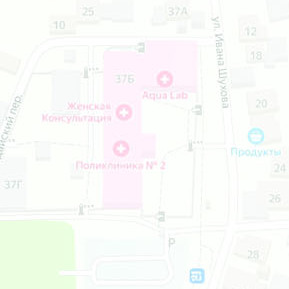 10
25
37А
ул. Ивана Шухова
12
30
37Б
Aqua Lab
20
Женская
Консультация
Продукты
Поликлиника № 2
24
37Г
26
28